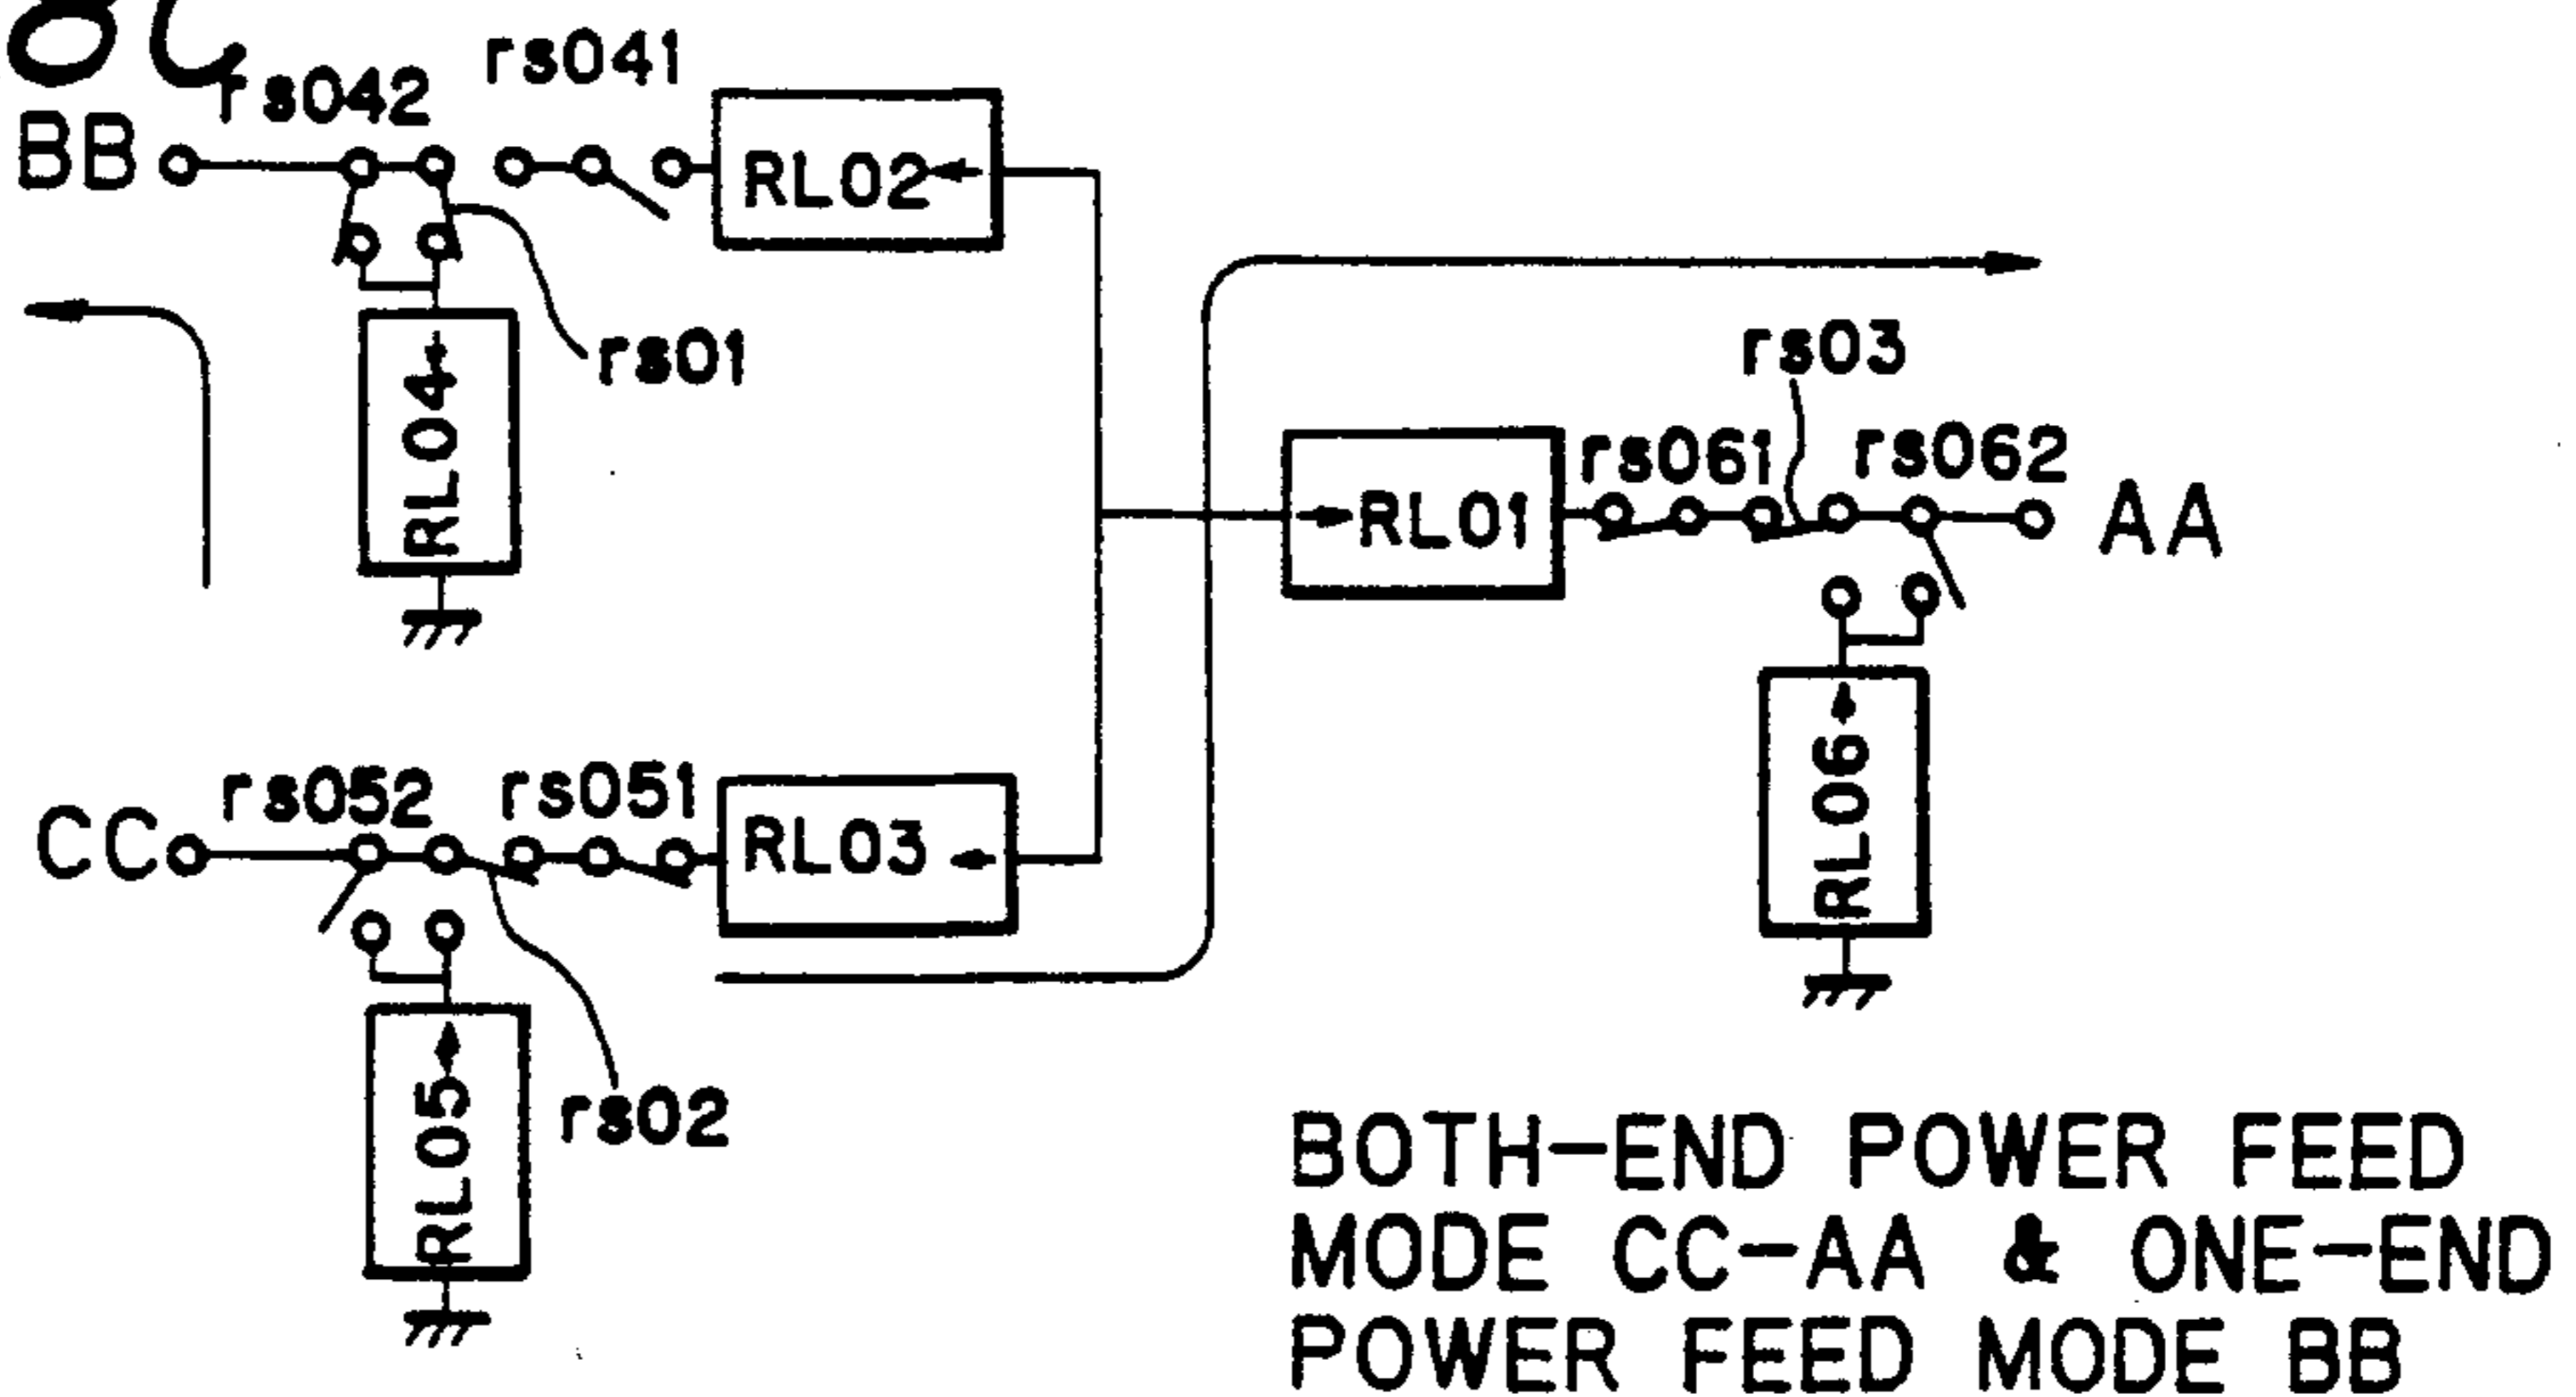 8C
rs042
rs041
BB
RL02
rs01
RL04
rs03
RL01
rs061
rs062
AA
rs052
rs051
CC
RL03
RL06
RL05
rs02
BOTH-END POWER FEED
MODE CC-AA & ONE-END
POWER FEED MODE BB